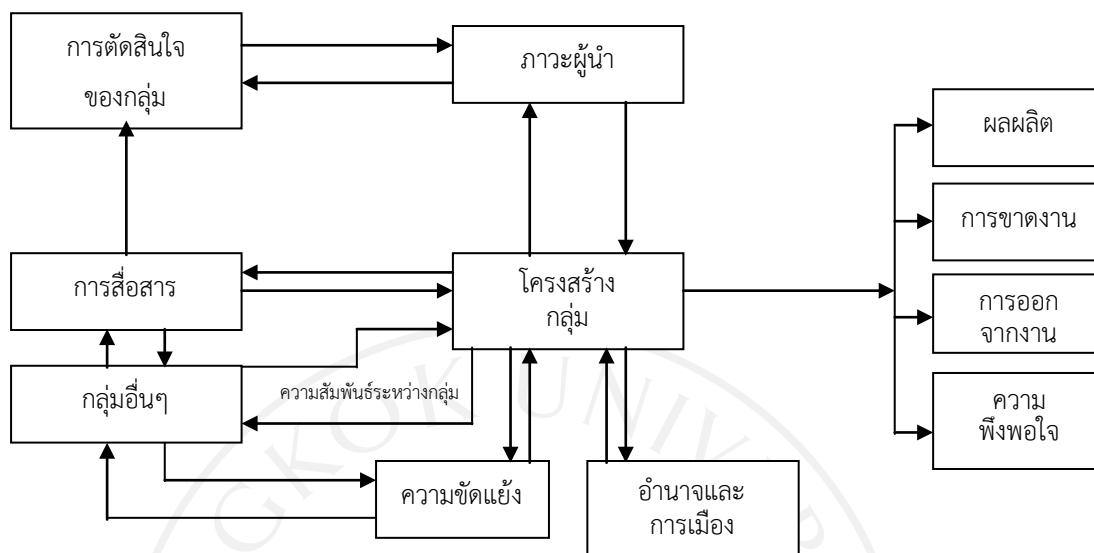 การตัดสินใจ
ของกลุ่ม
ภาวะผู้นำ
ผลผลิต
การขาดงาน
การสื่อสาร
โครงสร้าง
กลุ่ม
การออก
จากงาน
กลุ่มอื่นๆ
ความสัมพันธ์ระหว่างกลุ่ม
ความ
พึงพอใจ
ความขัดแย้ง
อำนาจและ
การเมือง
GKOK UNIV